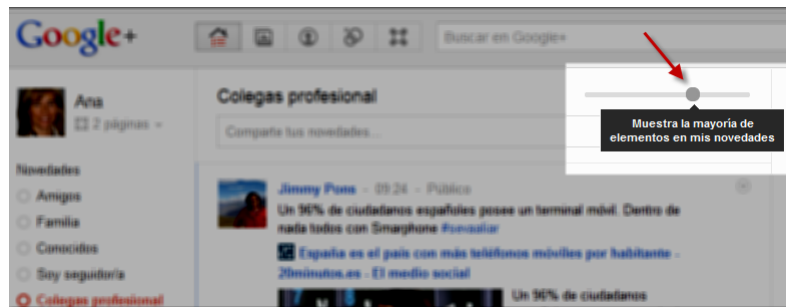 Google+
Buscar en Google+
Ana
2 páginas
Colegas profesional
Muestra la mayoría de
elementos en mis novedades
Comparte tus novedades...
Novedades
Amigos
Familia
Conocidos
Soy seguidor/a
Colegas profesional
Jimmy Pons - 09:24 - Público
Un 96% de ciudadanos españoles posee un terminal móvil. Dentro de
nada todos con Smarphone
España es el país con más teléfonos móviles por habitante -
20minutos.es - El medio social
Un 96% de ciudadanos